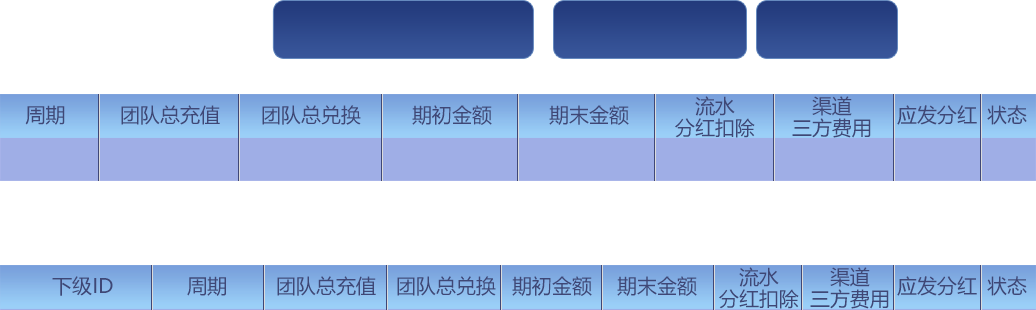 周期 团队总充值 团队总兑换 期初金额 期末金额 流水 渠道 应发分红 状态
分红扣除 三方费用
下级ID 周期 团队总充值 团队总兑换 期初金额 期末金额 流水 渠道 应发分红 状态
分红扣除 三方费用